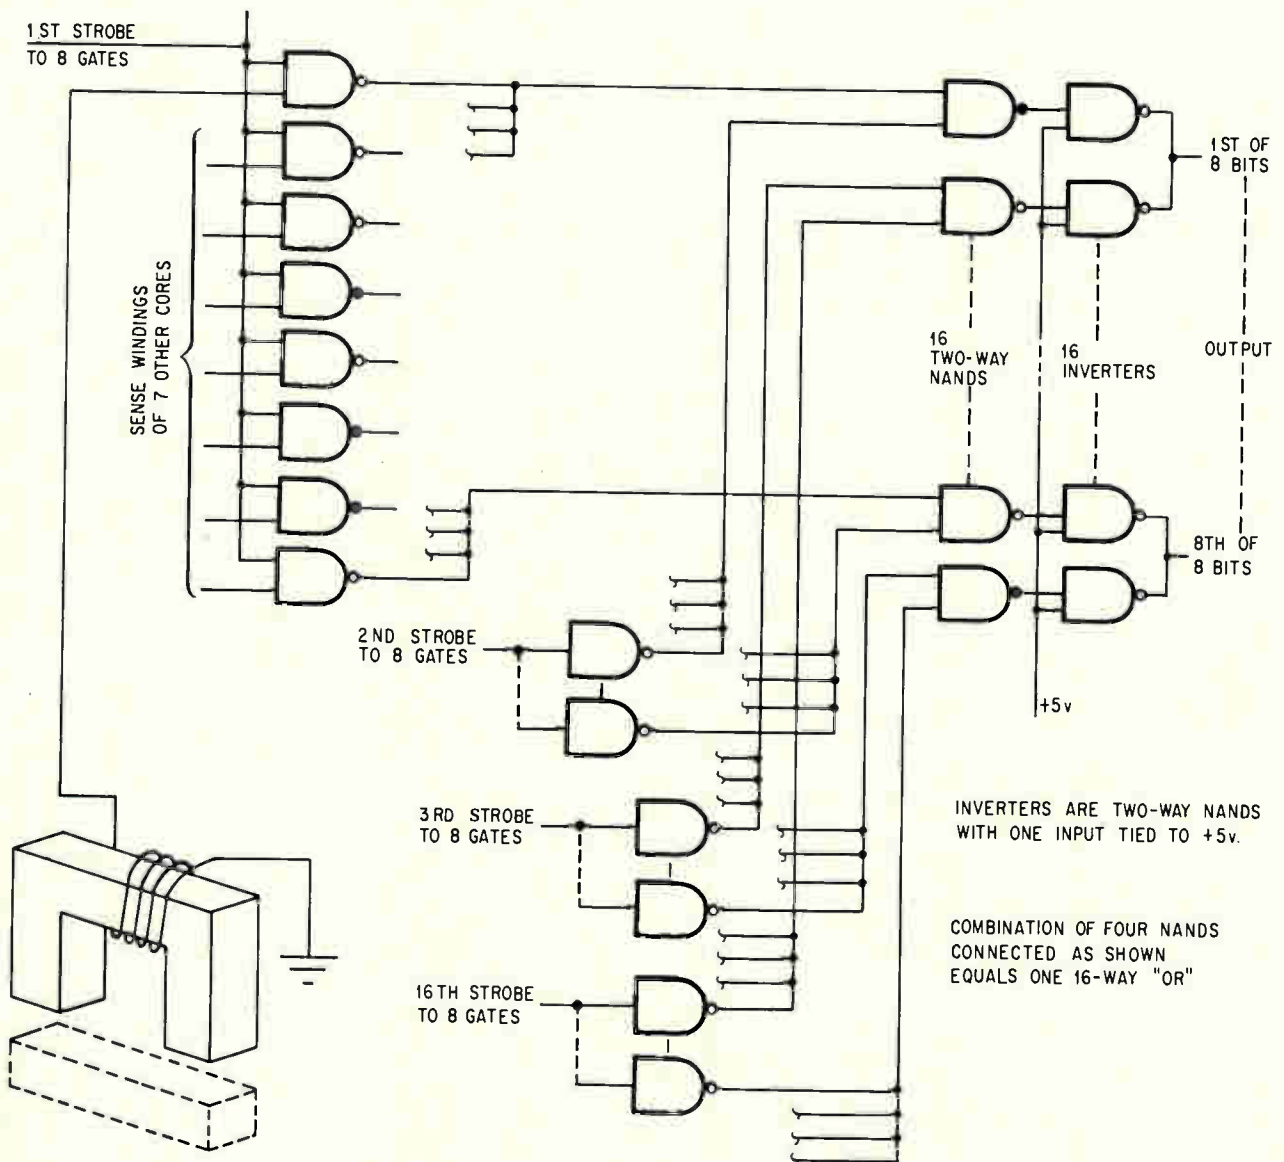 1ST STROBE
TO 8 GATES
SENSE WINDINGS
OF 7 OTHER CORES
1ST OF
8 BITS
16
TWO-WAY
NANDS
16
INVERTERS
OUTPUT
8TH OF
8 BITS
2ND STROBE
TO 8 GATES
+5v
3RD STROBE
TO 8 GATES
INVERTERS ARE TWO-WAY NANDS
WITH ONE INPUT TIED TO +5v.
COMBINATION OF FOUR NANDS
CONNECTED AS SHOWN
EQUALS ONE 16-WAY "OR"
16TH STROBE
TO 8 GATES